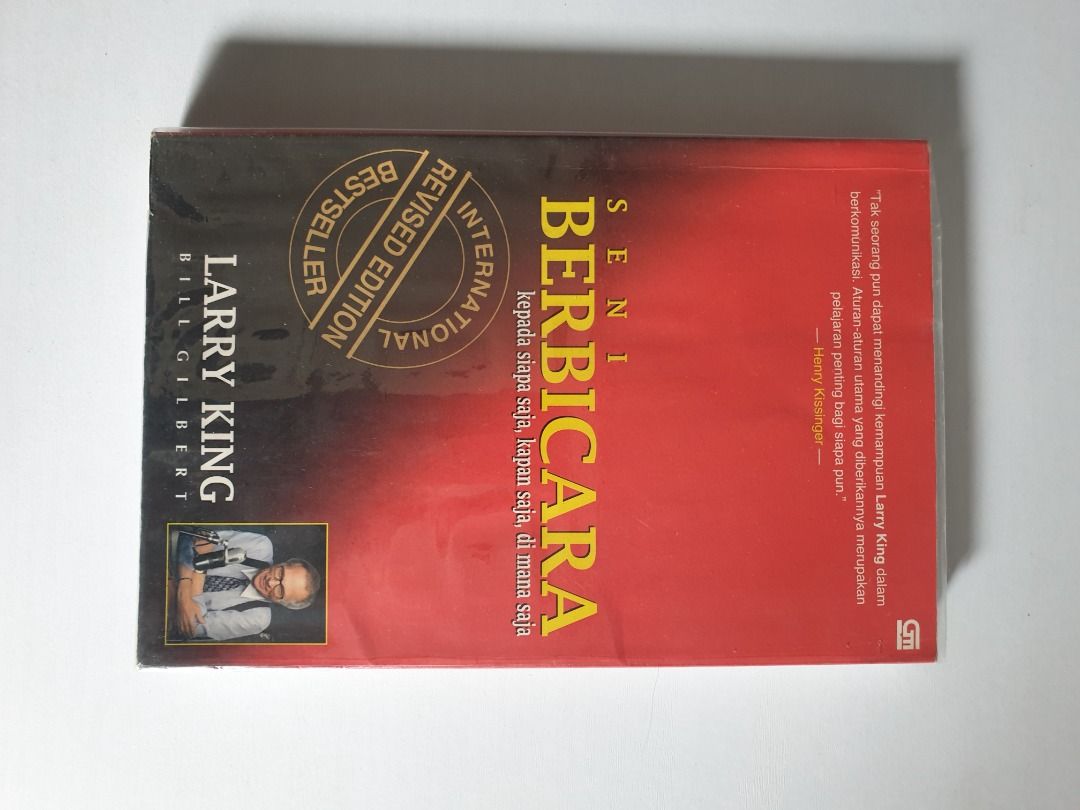 "Tak seorang pun dapat menandingi kemampuan Larry King dalam
berkomunikasi. Aturan-aturan utama yang diberikannya merupakan
pelajaran penting bagi siapa pun."
— Henry Kissinger —
SENI
BERBICARA
kepada siapa saja, kapan saja, di mana saja
INTERNATIONAL
REVISED EDITION
BESTSELLER
LARRY KING
BILL GILBERT
GM